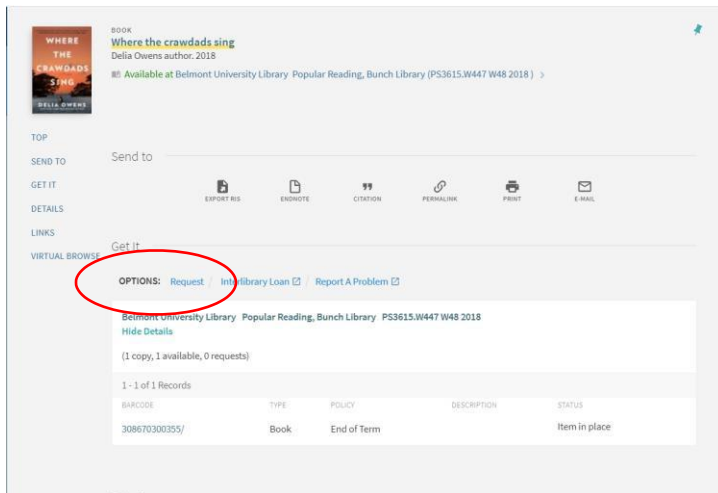 WHERE
THE
CRAWDADS
SING
DELIA OWENS
BOOK
Where the crawdads sing
Delia Owens author. 2018
Available at Belmont University Library Popular Reading, Bunch Library (PS3615.W447 W48 2018 ) >
TOP
SEND TO
GET IT
DETAILS
LINKS
VIRTUAL BROWSE
Send to
EXPORT RIS ENDNOTE CITATION PERMALINK PRINT E-MAIL
Get It
OPTIONS: Request / Interlibrary Loan / Report A Problem
Belmont University Library Popular Reading, Bunch Library PS3615.W447 W48 2018
Hide Details
(1 copy, 1 available, 0 requests)
1 - 1 of 1 Records
BARCODE TYPE POLICY DESCRIPTION STATUS
308670300355/ Book End of Term Item in place